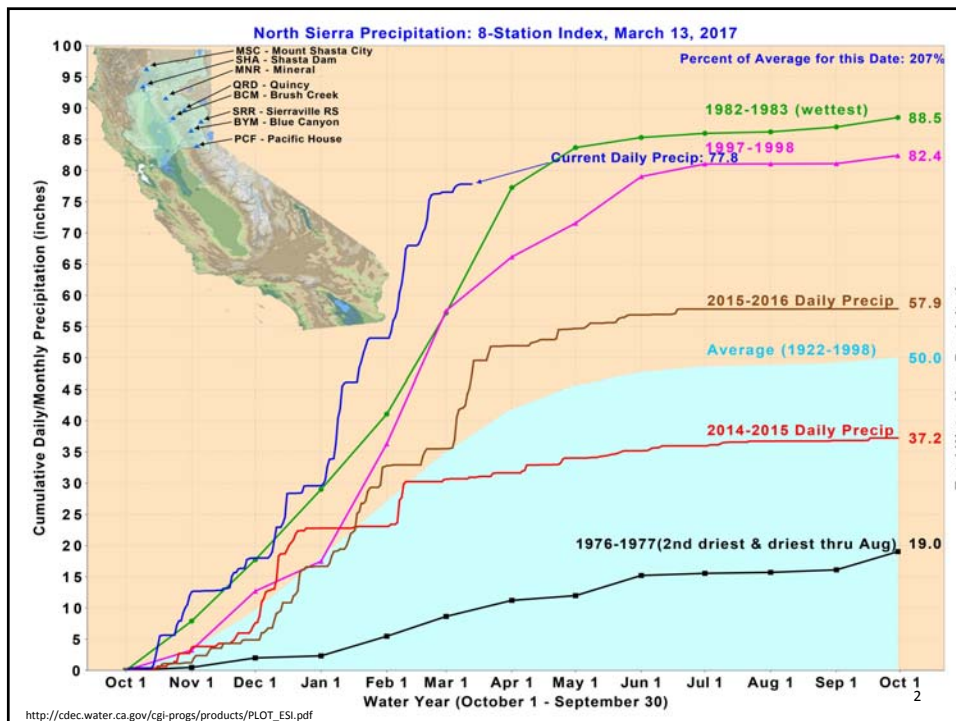 North Sierra Precipitation: 8-Station Index, March 13, 2017
Percent of Average for this Date: 207%
MSC - Mount Shasta City
SHA - Shasta Dam
MNR - Mineral
QRD - Quincy
BCM - Brush Creek
SRR - Sierraville RS
BYM - Blue Canyon
PCF - Pacific House
1982-1983 (wettest)
88.5
1997-1998
82.4
Current Daily Precip: 77.8
2015-2016 Daily Precip
57.9
Average (1922-1998)
50.0
2014-2015 Daily Precip
37.2
1976-1977(2nd driest & driest thru Aug)
19.0
Cumulative Daily/Monthly Precipitation (inches)
100
95
90
85
80
75
70
65
60
55
50
45
40
35
30
25
20
15
10
5
0
Oct 1 Nov 1 Dec 1 Jan 1 Feb 1 Mar 1 Apr 1 May 1 Jun 1 Jul 1 Aug 1 Sep 1 Oct 1
Water Year (October 1 - September 30)
2
http://cdec.water.ca.gov/cgi-progs/products/PLOT_ESI.pdf